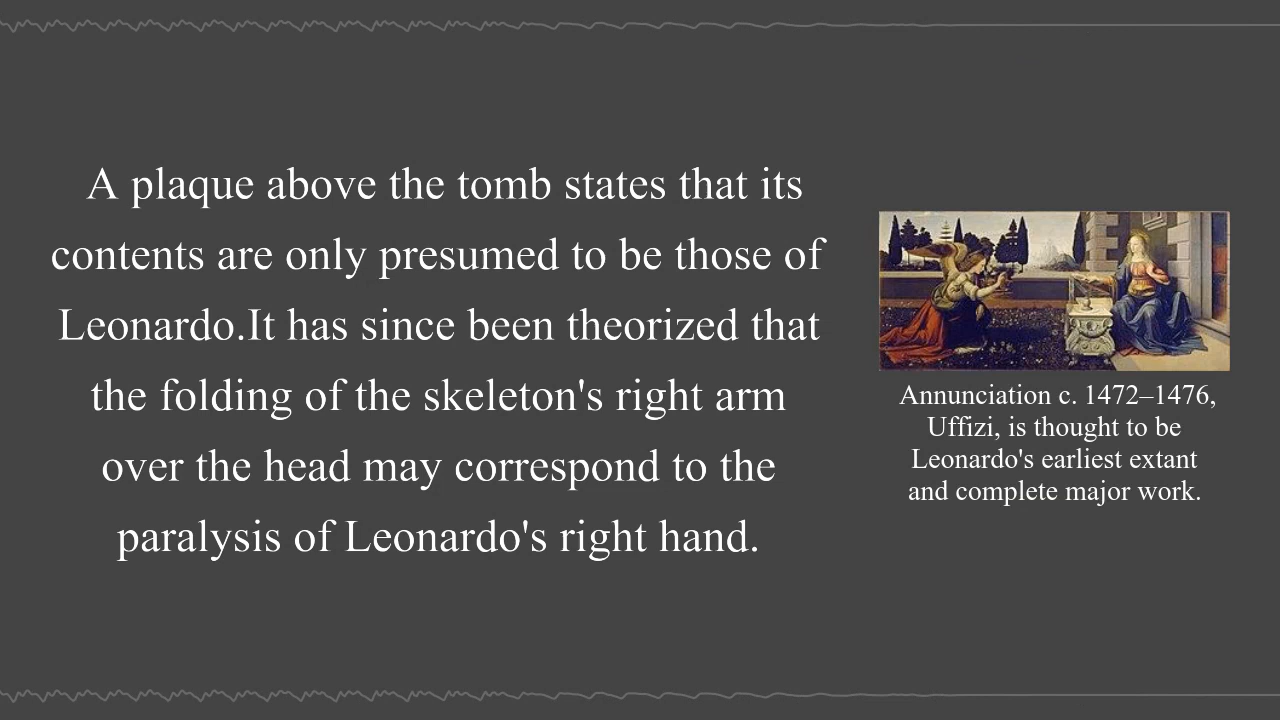 A plaque above the tomb states that its
contents are only presumed to be those of
Leonardo.It has since been theorized that
the folding of the skeleton's right arm
over the head may correspond to the
paralysis of Leonardo's right hand.
Annunciation c. 1472–1476,
Uffizi, is thought to be
Leonardo's earliest extant
and complete major work.